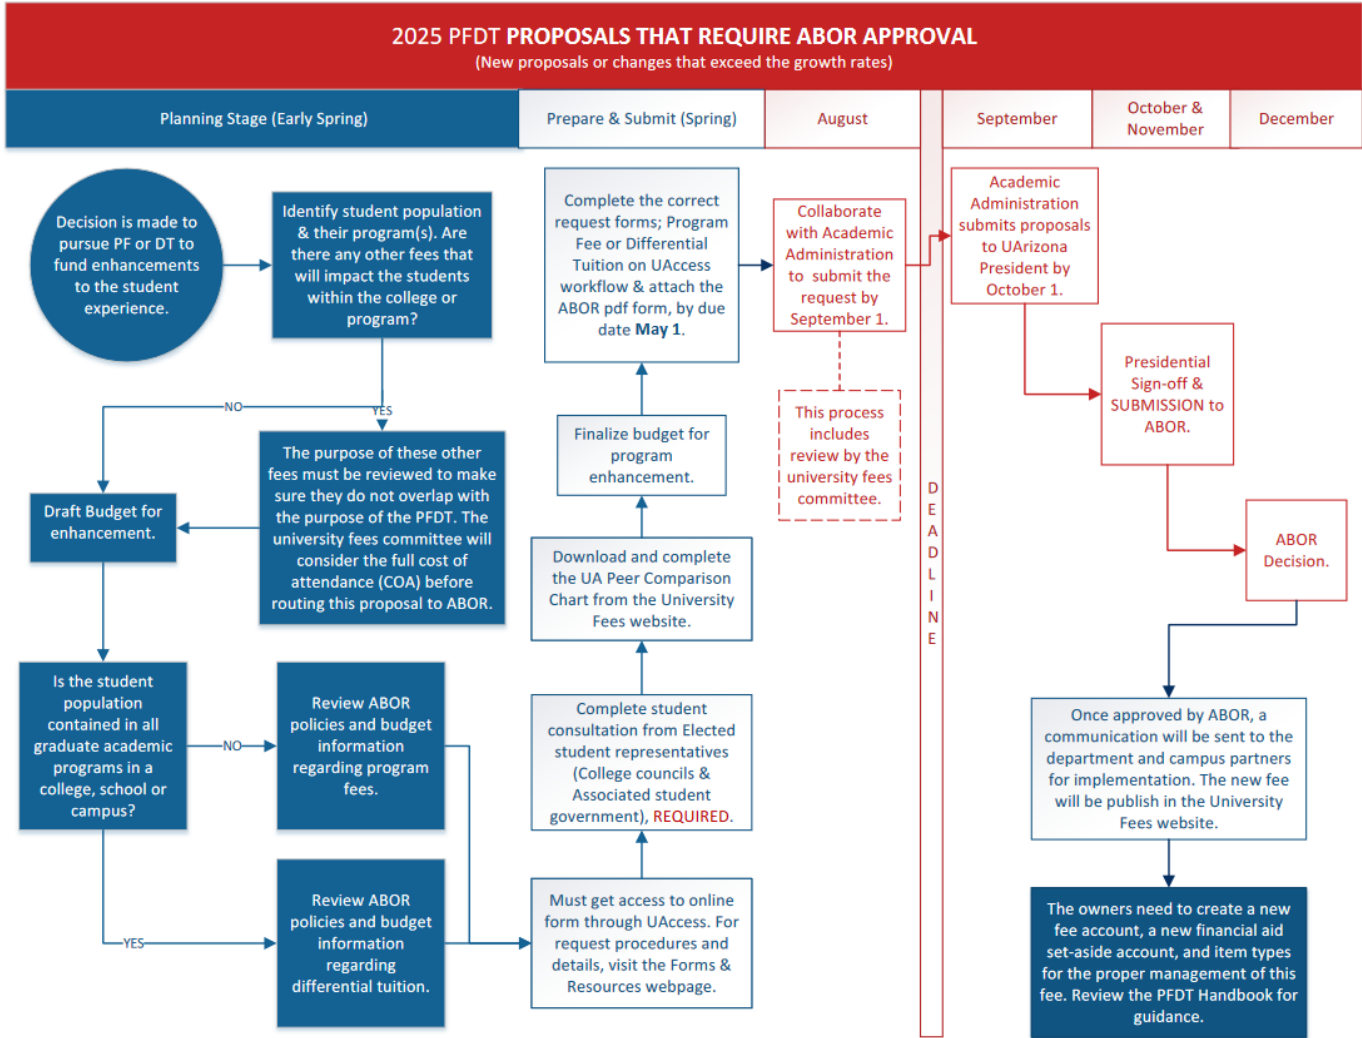 2025 PFDT PROPOSALS THAT REQUIRE ABOR APPROVAL
(New proposals or changes that exceed the growth rates)
Planning Stage (Early Spring)
Prepare & Submit (Spring)
August
September
October &
November
December
Decision is made to
pursue PF or DT to
fund enhancements
to the student
experience.
Identify student population
& their program(s). Are
there any other fees that
will impact the students
within the college or
program?
NO
YES
The purpose of these other
fees must be reviewed to make
sure they do not overlap with
the purpose of the PFDT. The
university fees committee will
consider the full cost of
attendance (COA) before
routing this proposal to ABOR.
Draft Budget for
enhancement.
Is the student
population
contained in all
graduate academic
programs in a
college, school or
campus?
NO
Review ABOR
policies and budget
information
regarding program
fees.
YES
Review ABOR
policies and budget
information
regarding
differential tuition.
Must get access to online
form through UAccess. For
request procedures and
details, visit the Forms &
Resources webpage.
Complete student
consultation from Elected
student representatives
(College councils &
Associated student
government), REQUIRED.
Download and complete
the UA Peer Comparison
Chart from the University
Fees website.
Finalize budget for
program
enhancement.
Complete the correct
request forms; Program
Fee or Differential
Tuition on UAccess
workflow & attach the
ABOR pdf form, by due
date May 1.
Collaborate
with Academic
Administration
to submit the
request by
September 1.
This process
includes
review by the
university fees
committee.
D
E
A
D
L
I
N
E
Academic
Administration
submits proposals
to UArizona
President by
October 1.
Presidential
Sign-off &
SUBMISSION to
ABOR.
ABOR
Decision.
Once approved by ABOR, a
communication will be sent to the
department and campus partners
for implementation. The new fee
will be publish in the University
Fees website.
The owners need to create a new
fee account, a new financial aid
set-aside account, and item types
for the proper management of this
fee. Review the PFDT Handbook for
guidance.